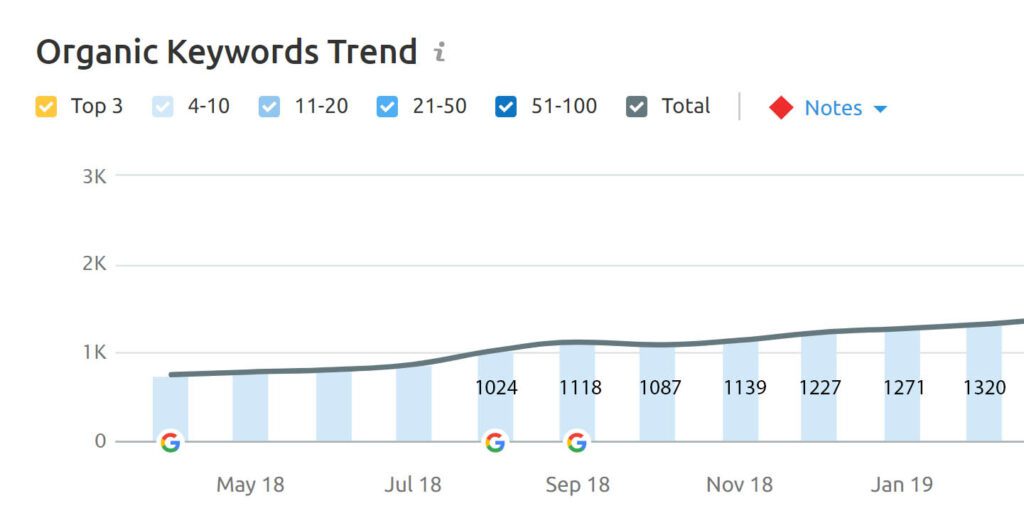 Organic Keywords Trend i
Top 3 4-10 11-20 21-50 51-100 Total Notes
3K
2K
1K
1024 1118 1087 1139 1227 1271 1320
0 G G G
May 18 Jul 18 Sep 18 Nov 18 Jan 19